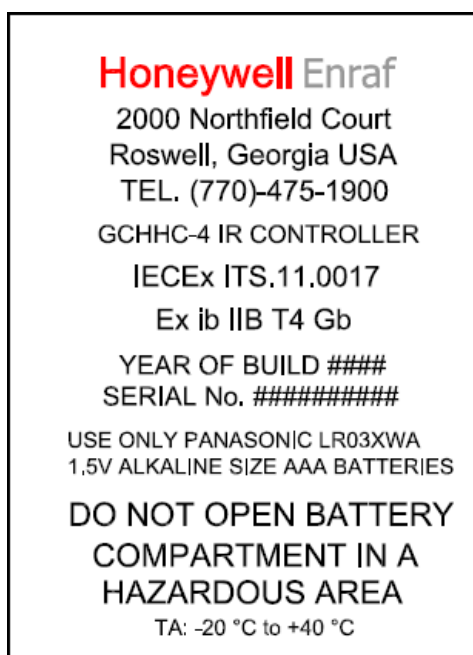 Honeywell Enraf
2000 Northfield Court
Roswell, Georgia USA
TEL. (770)-475-1900
GCHHC-4 IR CONTROLLER
IECEx ITS.11.0017
Ex ib IIB T4 Gb
YEAR OF BUILD ####
SERIAL No. ##########
USE ONLY PANASONIC LR03XWA
1.5V ALKALINE SIZE AAA BATTERIES
DO NOT OPEN BATTERY
COMPARTMENT IN A
HAZARDOUS AREA
TA: -20 °C to +40 °C